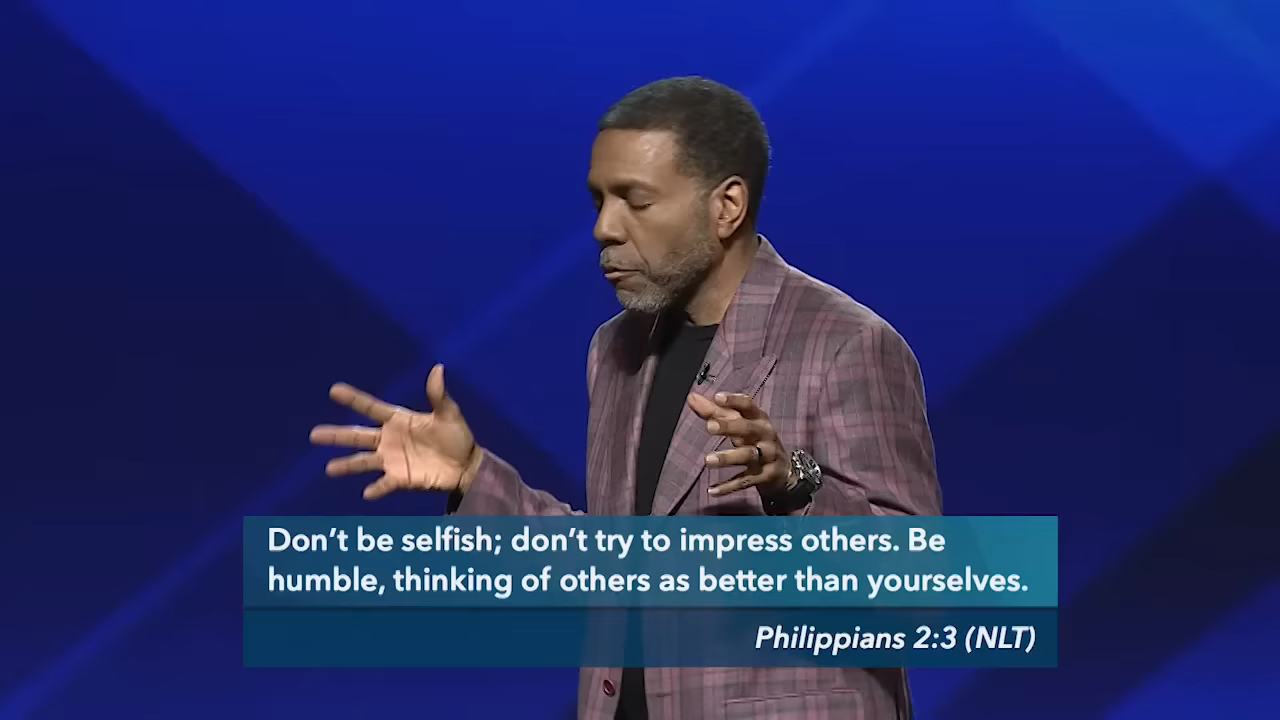 Don't be selfish; don't try to impress others. Be
humble, thinking of others as better than yourselves.
Philippians 2:3 (NLT)